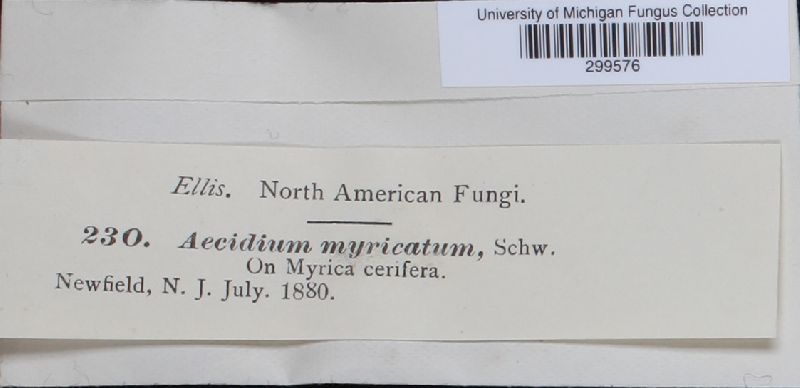 University of Michigan Fungus Collection
299576
Ellis. North American Fungi.
230. Aecidium myricatum, Schw.
On Myrica cerifera.
Newfield, N. J. July. 1880.